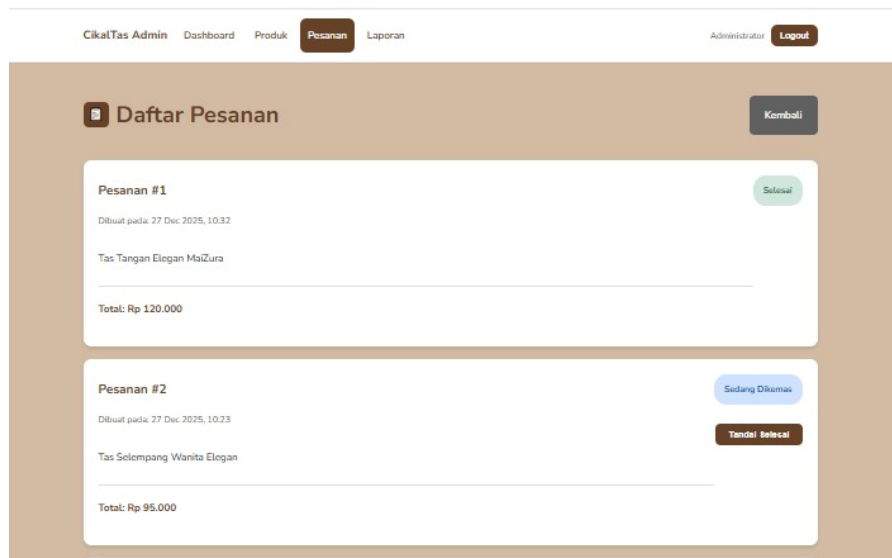 CikalTas Admin Dashboard Produk Pesanan Laporan Administrator Logout
Daftar Pesanan Kembali
Pesanan #1 Selesai
Dibuat pada: 27 Dec 2025, 10:32
Tas Tangan Elegan MaiZura
Total: Rp 120.000
Pesanan #2 Sedang Dikemas
Dibuat pada: 27 Dec 2025, 10:23
Tandai Selesai
Tas Selempang Wanita Elegan
Total: Rp 95.000